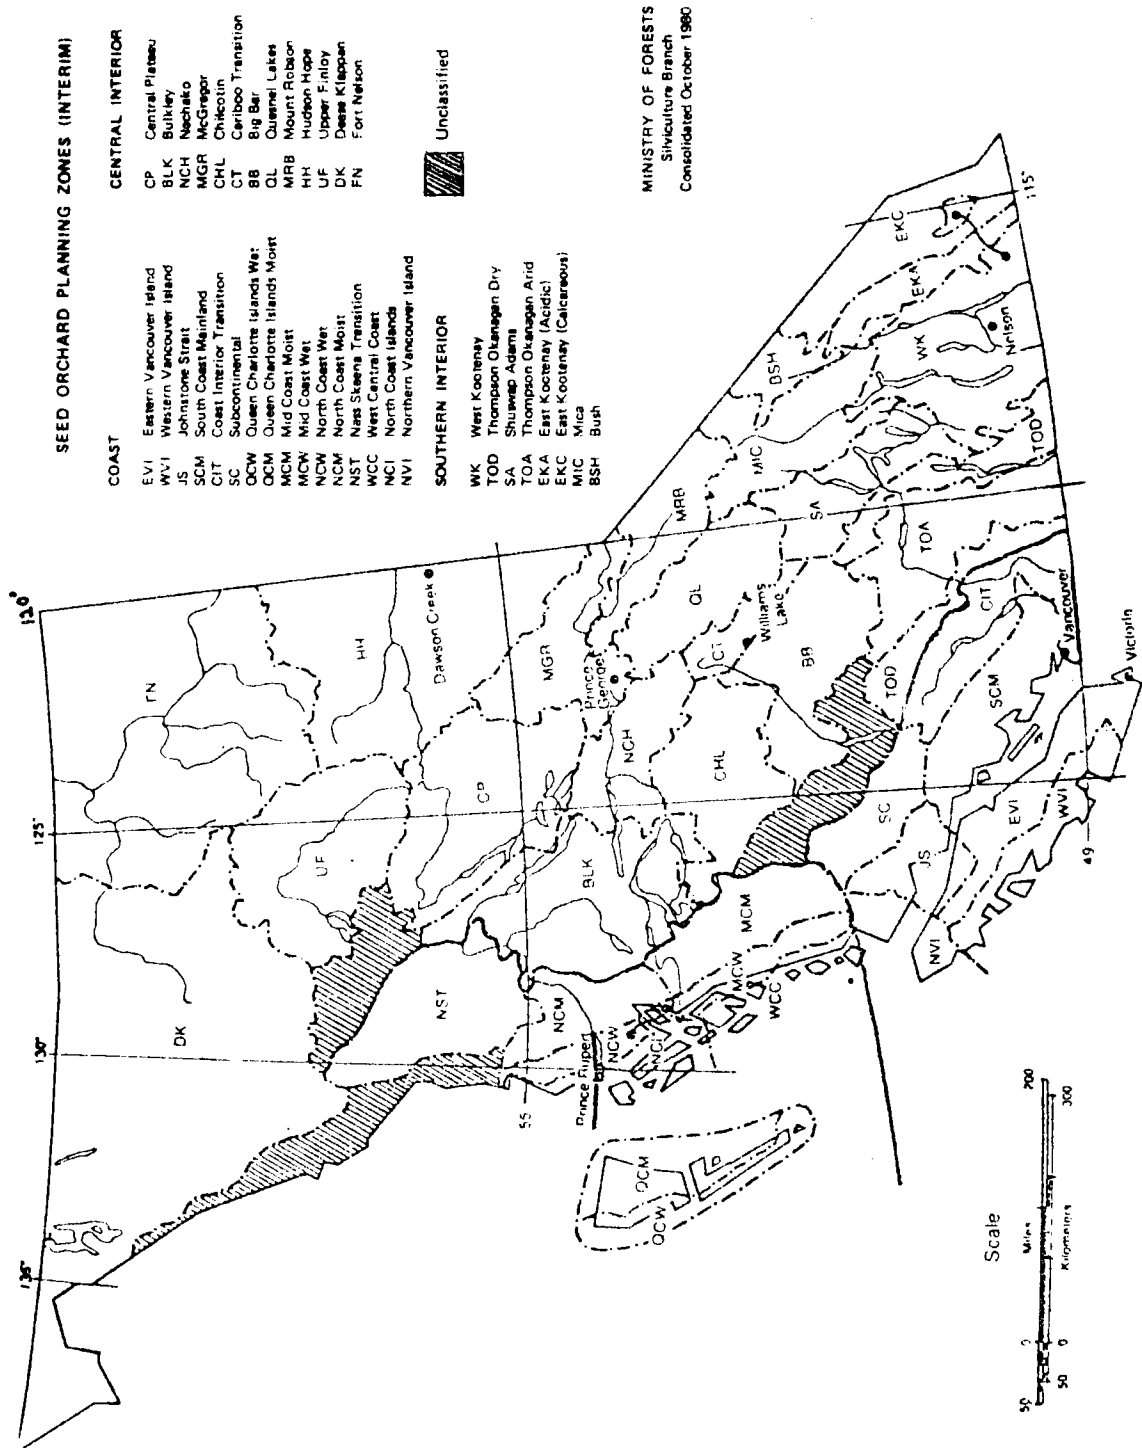 SEED ORCHARD PLANNING ZONES (INTERIM)
COAST
EVI Eastern Vancouver Island
WVI Western Vancouver Island
JS Johnstone Strait
SCM South Coast Mainland
CIT Coast Interior Transition
SC Subcontinental
QCW Queen Charlotte Islands Wet
QCM Queen Charlotte Islands Moist
MCM Mid Coast Moist
MCW Mid Coast Wet
NCW North Coast Wet
NCM North Coast Moist
NST Nass Skeena Transition
WCC West Central Coast
NCI North Coast Islands
NVI Northern Vancouver Island
SOUTHERN INTERIOR
WK West Kootenay
TOD Thompson Okanagan Dry
SA Shuswap Adams
TOA Thompson Okanagan Arid
EKA East Kootenay (Acidic)
EKC East Kootenay (Calcareous)
MIC Mica
BSH Bush
CENTRAL INTERIOR
CP Central Plateau
BLK Bulkley
NCH Nechako
MGR McGregor
CHL Chilcotin
CT Cariboo Transition
BB Big Bar
QL Quesnel Lakes
MRB Mount Robson
HH Hudson Hope
UF Upper Finlay
DK Dease Klappan
FN Fort Nelson
Unclassified
MINISTRY OF FORESTS
Silviculture Branch
Consolidated October 1980
135°
130°
125°
120°
DK
FN
UF
HH
Dawson Creek
NST
CP
55
NCM
MGR
Prince Rupert
NCW
NCI
BLK
NCH
Prince
George
MRB
QCM
QCW
MCM
MCW
WCC
CHL
CT
QL
Williams
Lake
BB
MIC
BSH
SA
EKC
EKA
WK
Nelson
115°
TOA
TOD
TOD
CIT
SC
SCM
JS
NVI
EVI
WVI
49
Vancouver
Victoria
Scale
50 0 200
Miles
Kilometers
50 0 300